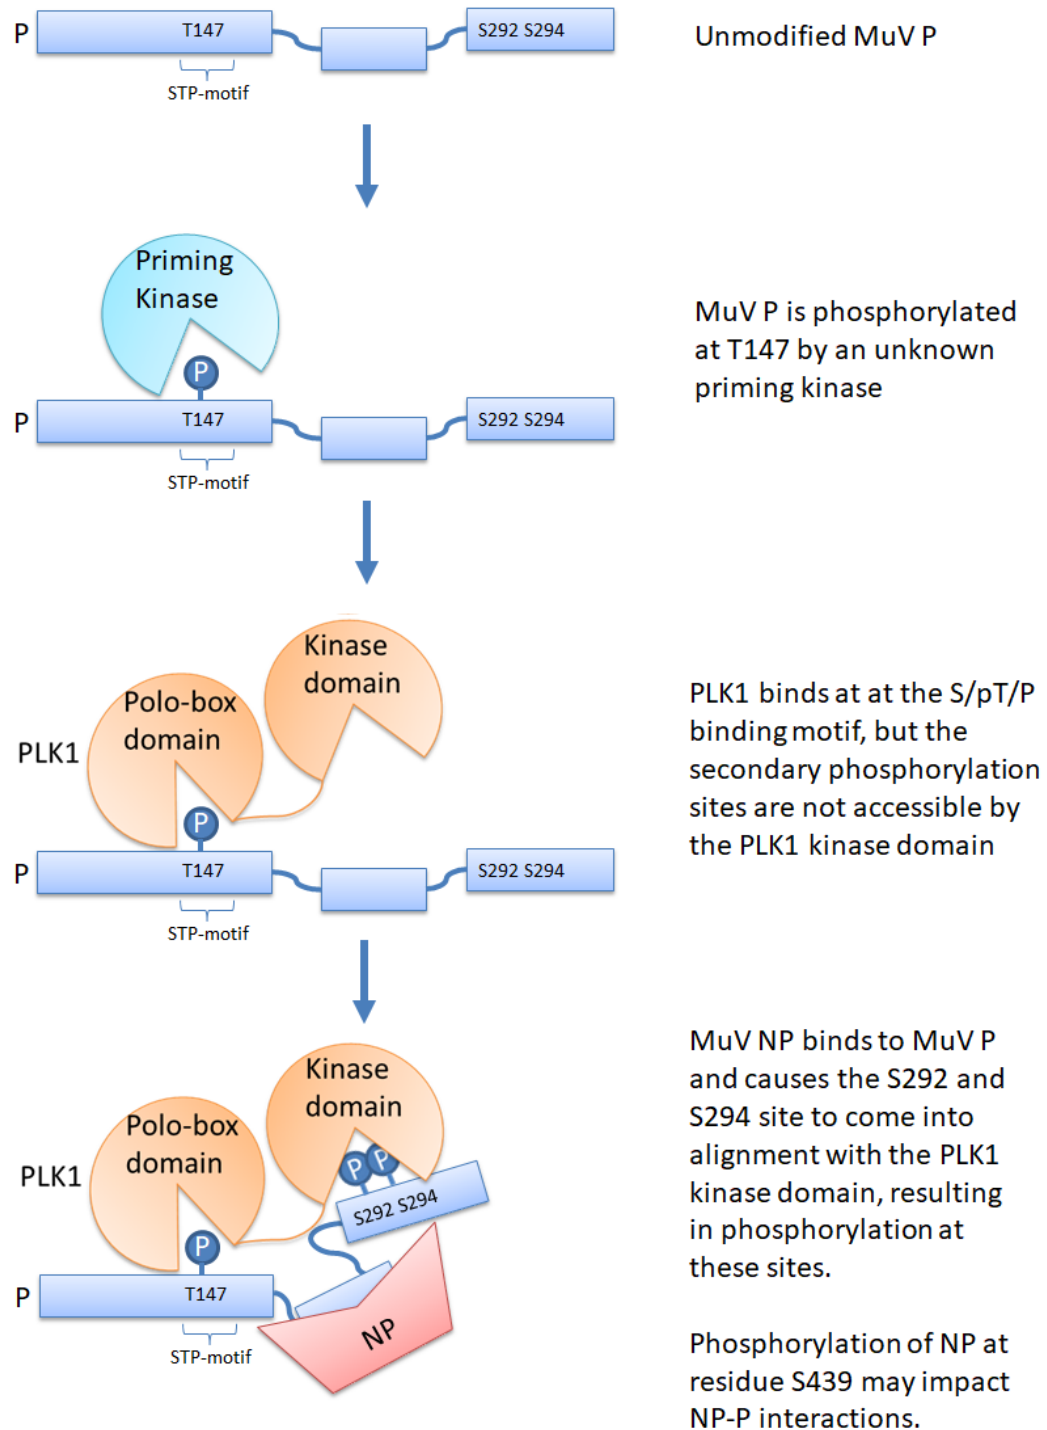 P
T147
S292 S294
STP-motif
Unmodified MuV P
Priming
Kinase
P
P
T147
S292 S294
STP-motif
MuV P is phosphorylated
at T147 by an unknown
priming kinase
Kinase
domain
Polo-box
domain
PLK1
P
P
T147
S292 S294
STP-motif
PLK1 binds at at the S/pT/P
binding motif, but the
secondary phosphorylation
sites are not accessible by
the PLK1 kinase domain
Kinase
domain
Polo-box
domain
PLK1
P P
S292 S294
P
P
T147
STP-motif
NP
MuV NP binds to MuV P
and causes the S292 and
S294 site to come into
alignment with the PLK1
kinase domain, resulting
in phosphorylation at
these sites.
Phosphorylation of NP at
residue S439 may impact
NP-P interactions.